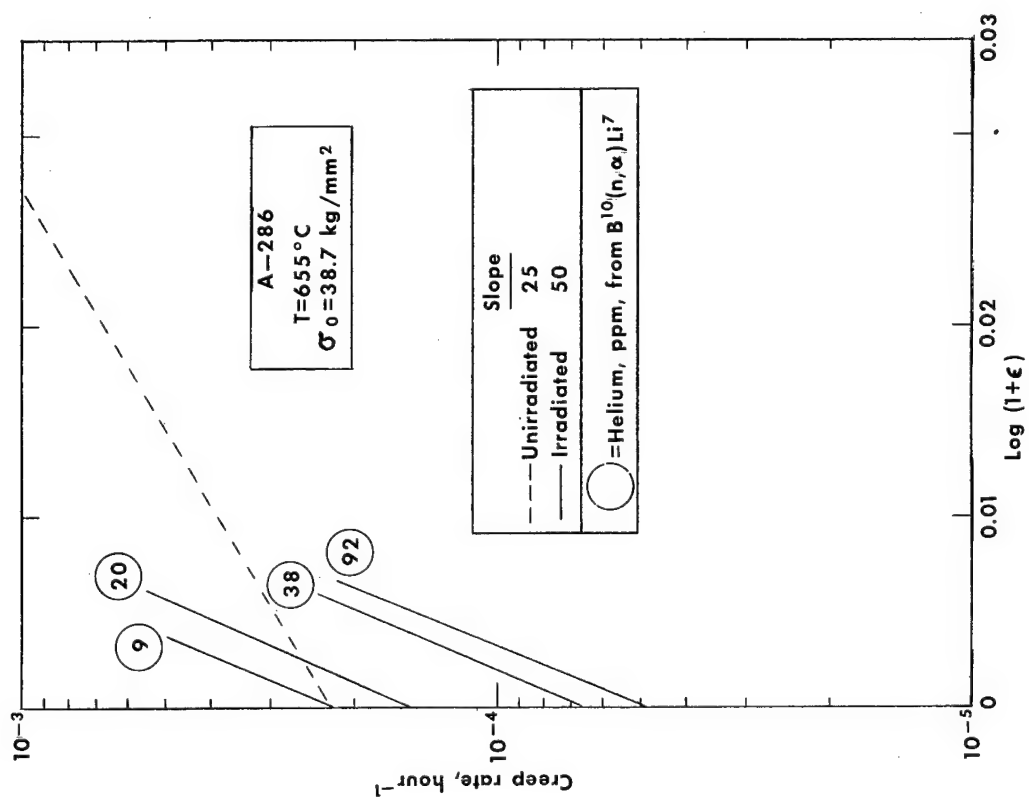 10⁻³
10⁻⁴
10⁻⁵
Creep rate, hour⁻¹
9
20
38
92
A-286
T=655°C
σ₀=38.7 kg/mm²
Slope
---Unirradiated 25
—Irradiated 50
=Helium, ppm, from B¹⁰(n,α)Li⁷
0
0.01
0.02
0.03
Log (1+ϵ)